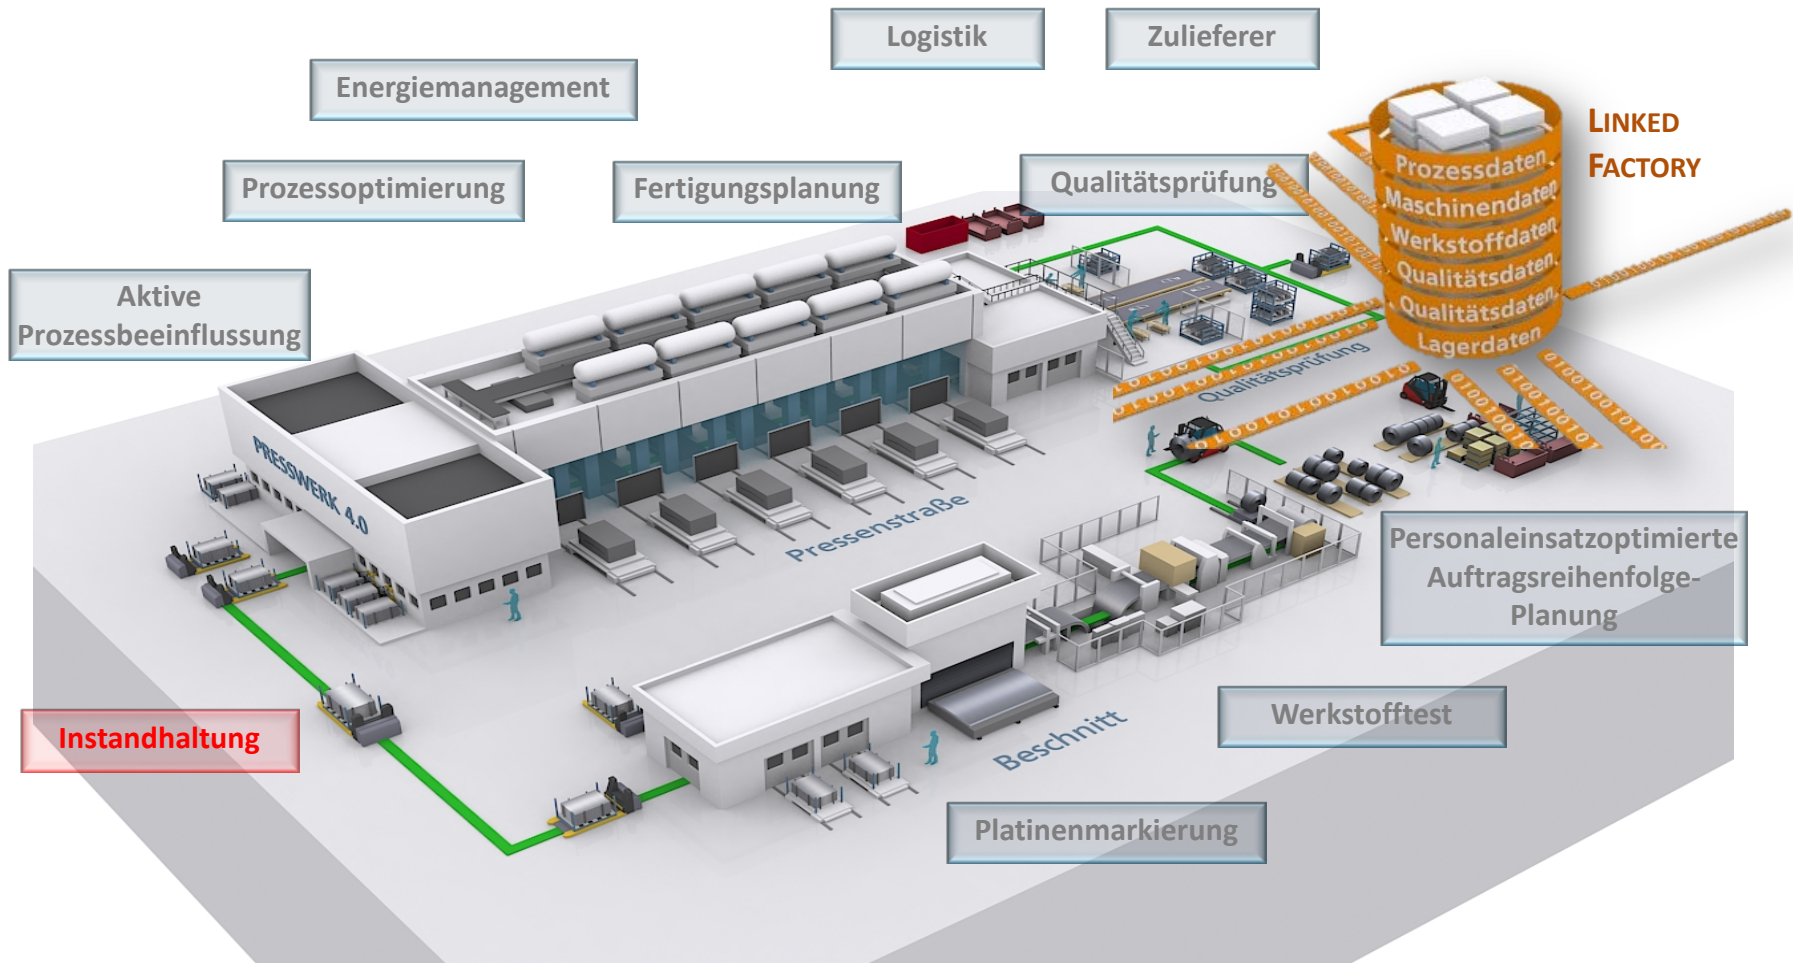 Logistik
Zulieferer
Energiemanagement
LINKED
FACTORY
Prozessoptimierung
Fertigungsplanung
Qualitätsprüfung
Prozessdaten
Maschinendaten
Werkstoffdaten
Qualitätsdaten
Qualitätsdaten
Lagerdaten
Aktive
Prozessbeeinflussung
Qualitätsprüfung
PRESSWERK 4.0
Pressenstraße
Personaleinsatzoptimierte
Auftragsreihenfolge-
Planung
Instandhaltung
Werkstofftest
Beschnitt
Platinenmarkierung